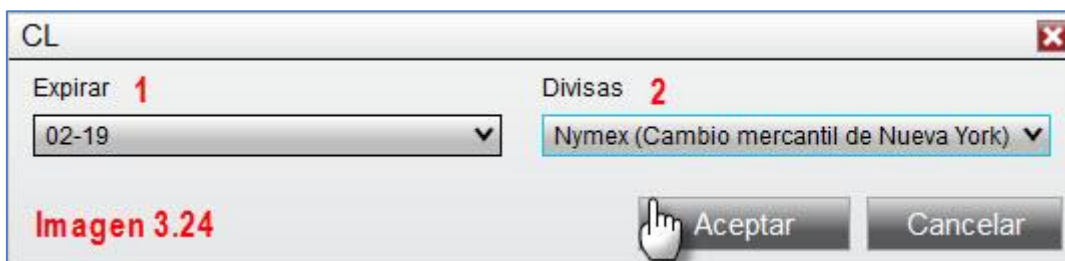 CL
Expirar 1
Divisas 2
02-19
Nymex (Cambio mercantil de Nueva York)
Imagen 3.24
Aceptar
Cancelar